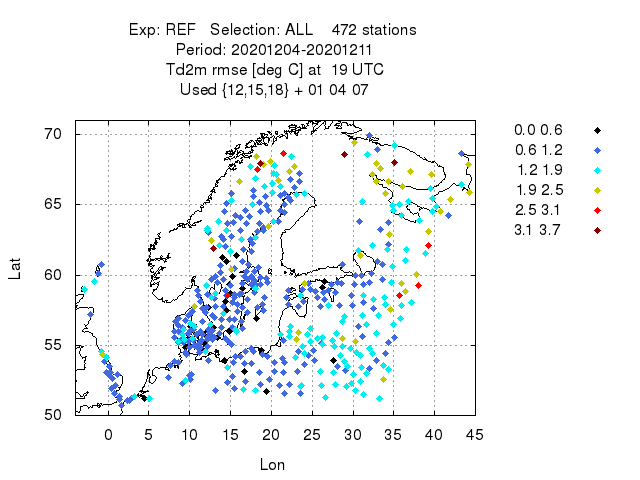 Exp: REF   Selection: ALL    472 stations
Period: 20201204-20201211
Td2m rmse [deg C] at  19 UTC
Used {12,15,18} + 01 04 07
70
65
60
55
50
Lat
0 5 10 15 20 25 30 35 40 45
Lon
0.0 0.6
0.6 1.2
1.2 1.9
1.9 2.5
2.5 3.1
3.1 3.7